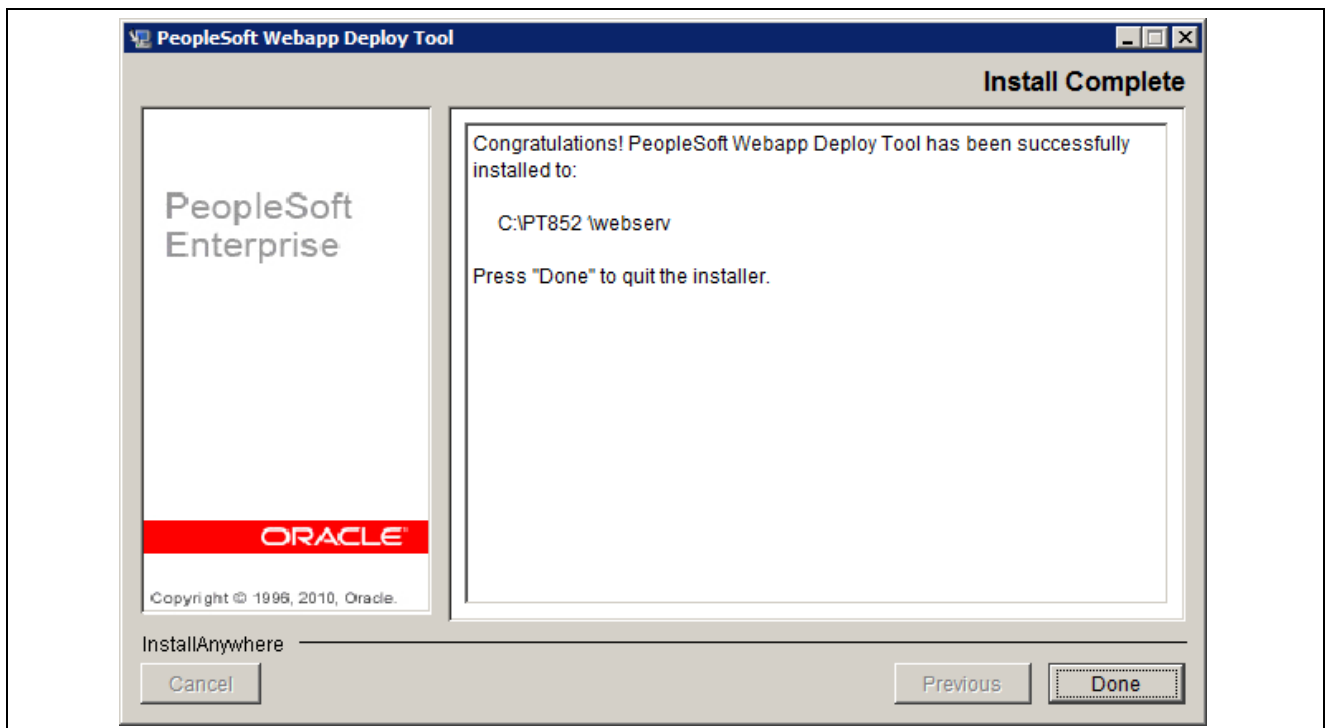 PeopleSoft Webapp Deploy Tool
Install Complete
PeopleSoft
Enterprise
ORACLE
Copyright © 1996, 2010, Oracle.
Congratulations! PeopleSoft Webapp Deploy Tool has been successfully
installed to:
C:\PT852 \webserv
Press "Done" to quit the installer.
InstallAnywhere
Cancel
Previous
Done